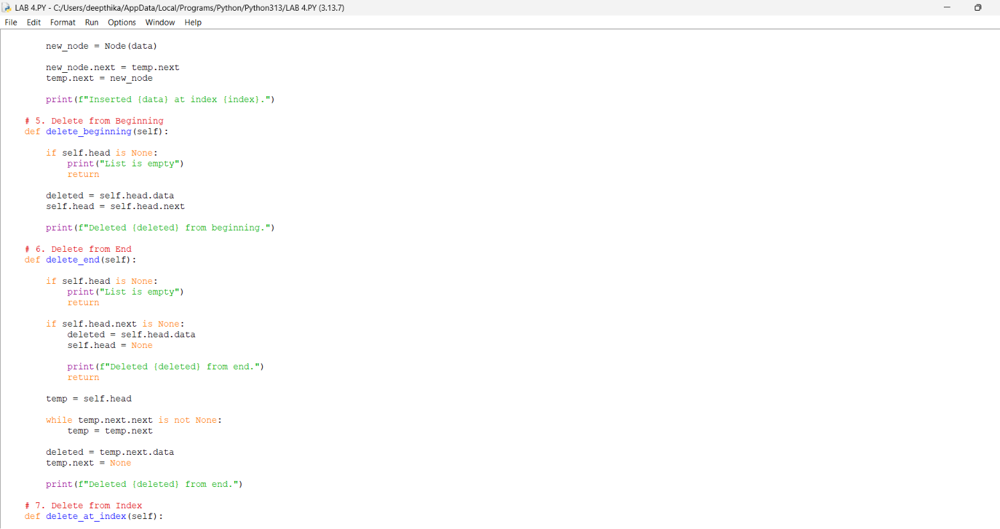 LAB 4.PY - C:/Users/deepthika/AppData/Local/Programs/Python/Python313/LAB 4.PY (3.13.7)
File Edit Format Run Options Window Help
        new_node = Node(data)

        new_node.next = temp.next
        temp.next = new_node

        print(f"Inserted {data} at index {index}.")

    # 5. Delete from Beginning
    def delete_beginning(self):

        if self.head is None:
            print("List is empty")
            return

        deleted = self.head.data
        self.head = self.head.next

        print(f"Deleted {deleted} from beginning.")

    # 6. Delete from End
    def delete_end(self):

        if self.head is None:
            print("List is empty")
            return

        if self.head.next is None:
            deleted = self.head.data
            self.head = None

            print(f"Deleted {deleted} from end.")
            return

        temp = self.head

        while temp.next.next is not None:
            temp = temp.next

        deleted = temp.next.data
        temp.next = None

        print(f"Deleted {deleted} from end.")

    # 7. Delete from Index
    def delete_at_index(self):